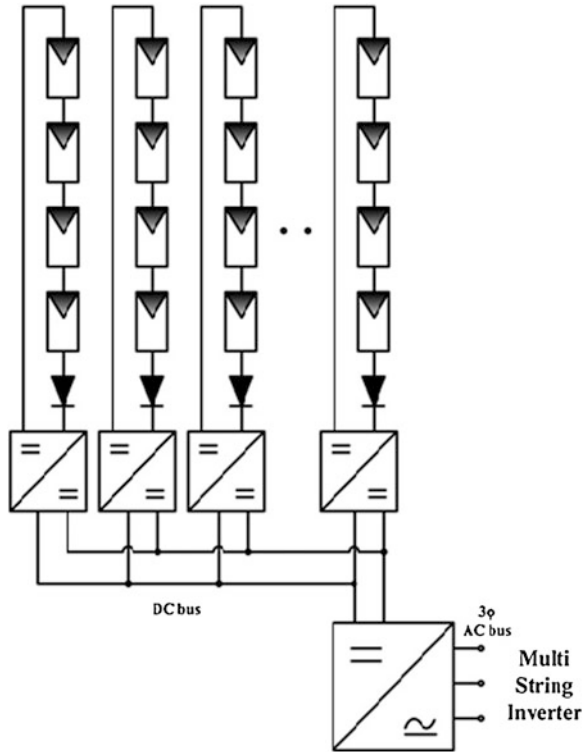 DC bus
3φ
AC bus
Multi
String
Inverter